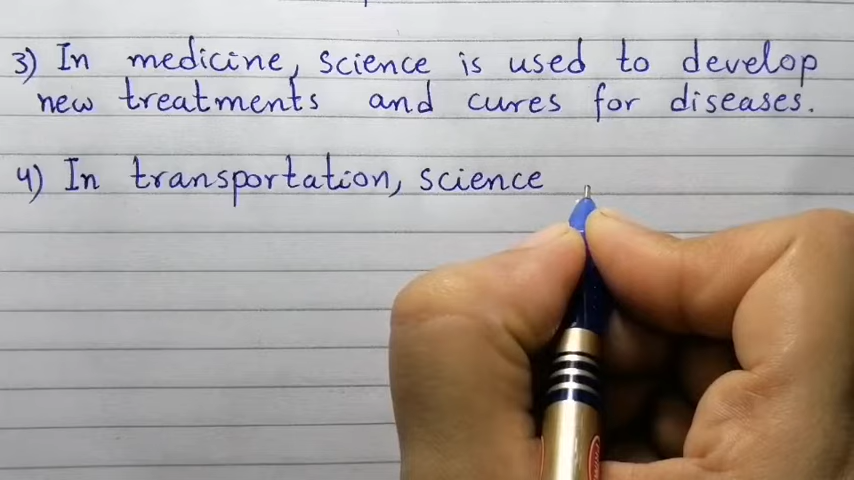 3) In medicine, science is used to develop
new treatments and cures for diseases.
4) In transportation, science